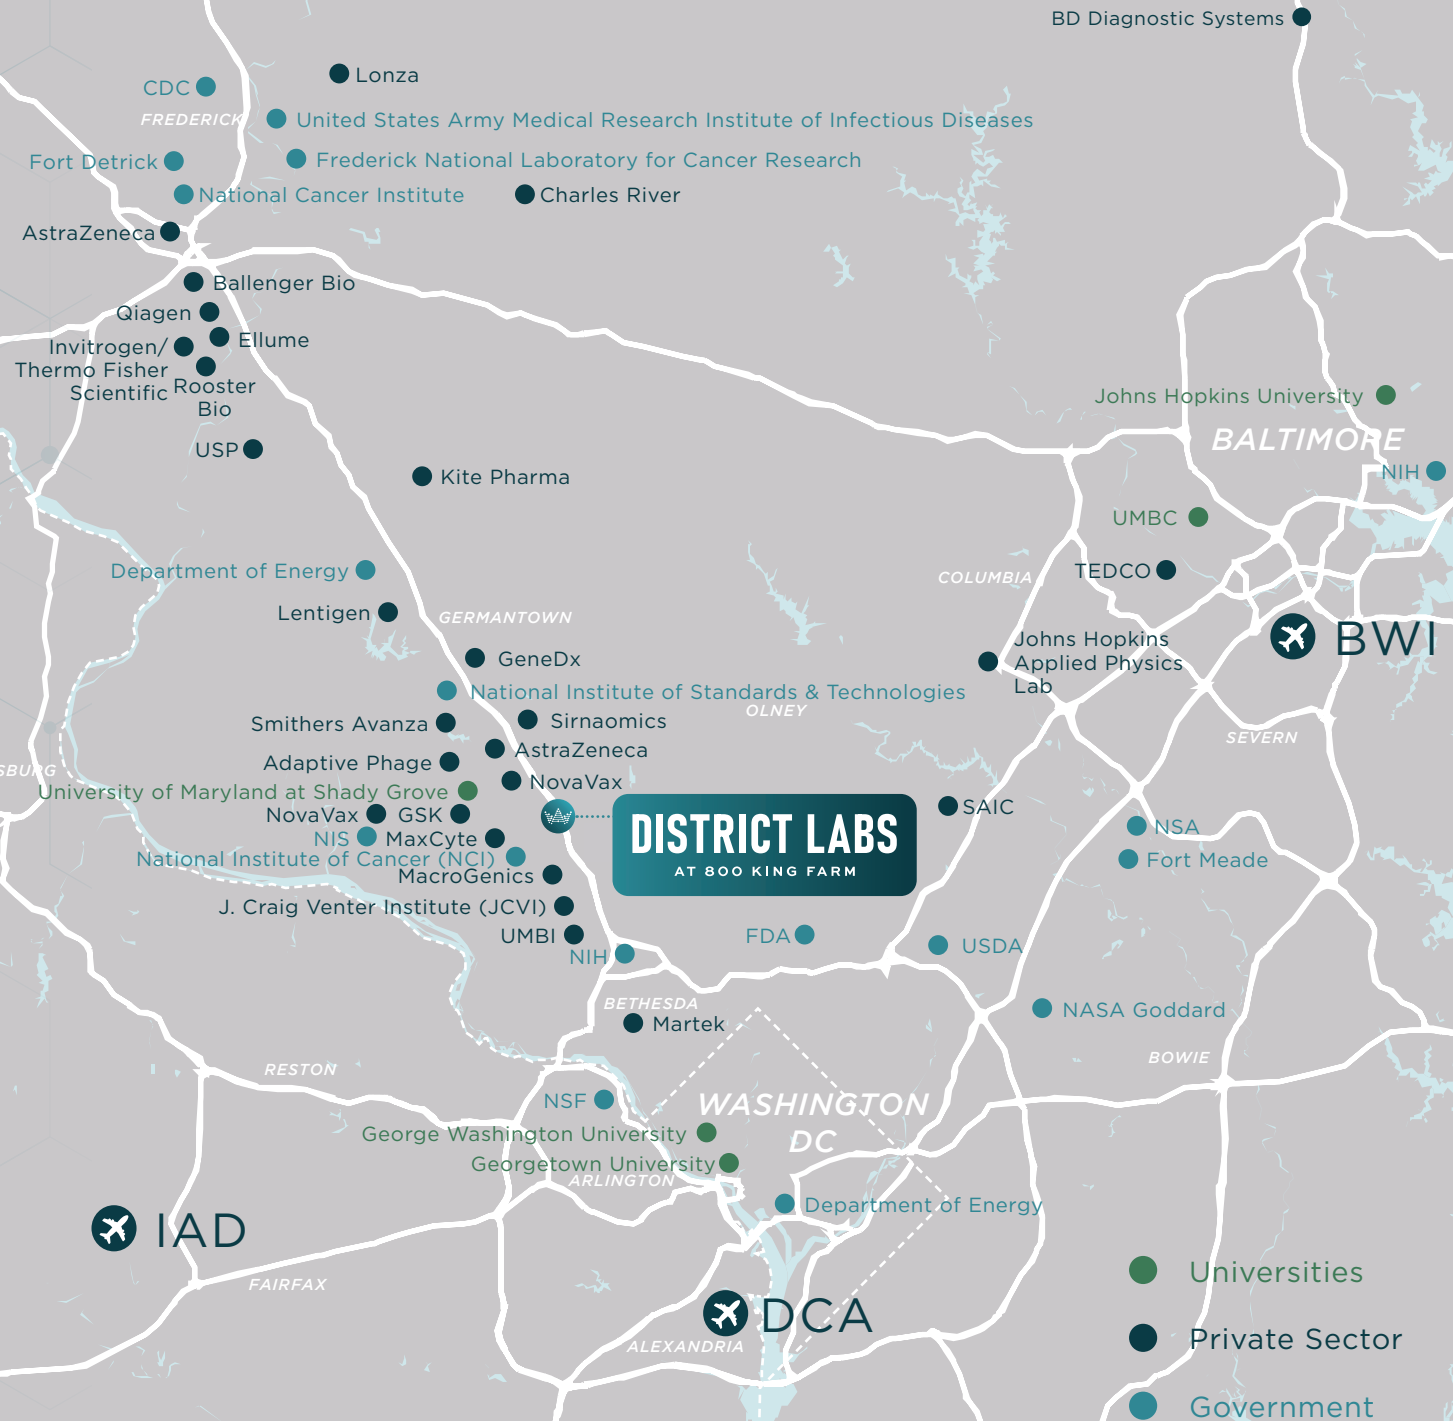 BD Diagnostic Systems
Lonza
CDC
FREDERICK
United States Army Medical Research Institute of Infectious Diseases
Fort Detrick
Frederick National Laboratory for Cancer Research
National Cancer Institute
Charles River
AstraZeneca
Ballenger Bio
Qiagen
Ellume
Invitrogen/
Thermo Fisher
Scientific
Rooster
Bio
Johns Hopkins University
BALTIMORE
USP
Kite Pharma
NIH
UMBC
Department of Energy
COLUMBIA
TEDCO
Lentigen
GERMANTOWN
BWI
Johns Hopkins
Applied Physics
Lab
GeneDx
National Institute of Standards & Technologies
OLNEY
Smithers Avanza
Sirnaomics
SEVERN
AstraZeneca
Adaptive Phage
SBURG
NovaVax
University of Maryland at Shady Grove
SAIC
NovaVax
GSK
DISTRICT LABS
AT 800 KING FARM
NSA
NIS
MaxCyte
National Institute of Cancer (NCI)
Fort Meade
MacroGenics
J. Craig Venter Institute (JCVI)
UMBI
FDA
USDA
NIH
BETHESDA
NASA Goddard
Martek
BOWIE
RESTON
NSF
WASHINGTON
DC
George Washington University
Georgetown University
ARLINGTON
Department of Energy
IAD
FAIRFAX
Universities
DCA
ALEXANDRIA
Private Sector
Government